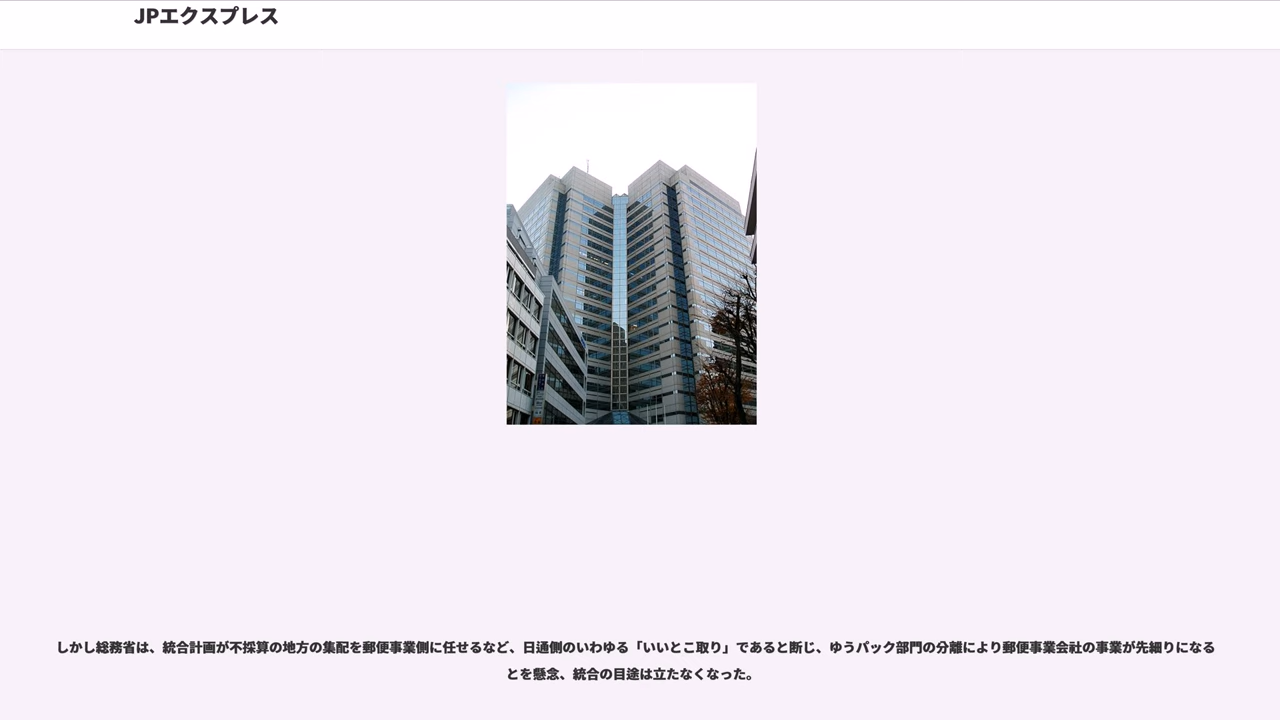 JPエクスプレス
しかし総務省は、統合計画が不採算の地方の集配を郵便事業側に任せるなど、日通側のいわゆる「いいとこ取り」であると断じ、ゆうパック部門の分離により郵便事業会社の事業が先細りになる
とを懸念、統合の目途は立たなくなった。